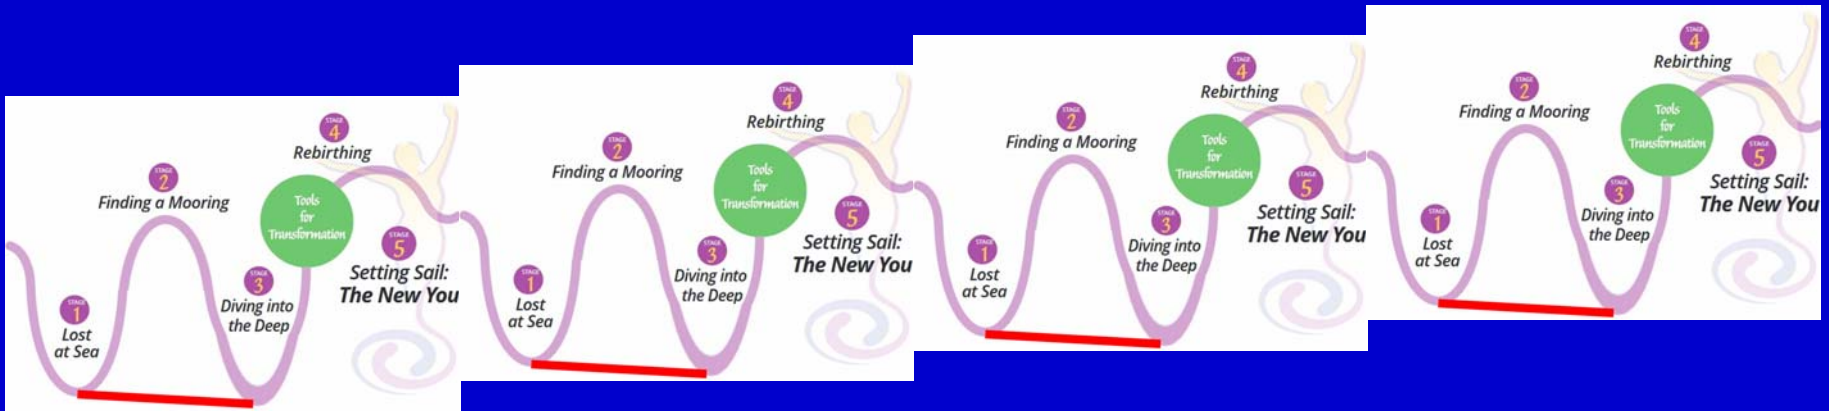 STAGE
4
Rebirthing
STAGE
2
Finding a Mooring
Tools
for
Transformation
STAGE
5
Setting Sail:
The New You
STAGE
3
Diving into
the Deep
STAGE
1
Lost
at Sea
STAGE
4
Rebirthing
STAGE
2
Finding a Mooring
Tools
for
Transformation
STAGE
5
Setting Sail:
The New You
STAGE
3
Diving into
the Deep
STAGE
1
Lost
at Sea
STAGE
4
Rebirthing
STAGE
2
Finding a Mooring
Tools
for
Transformation
STAGE
5
Setting Sail:
The New You
STAGE
3
Diving into
the Deep
STAGE
1
Lost
at Sea
STAGE
4
Rebirthing
STAGE
2
Finding a Mooring
Tools
for
Transformation
STAGE
5
Setting Sail:
The New You
STAGE
3
Diving into
the Deep
STAGE
1
Lost
at Sea